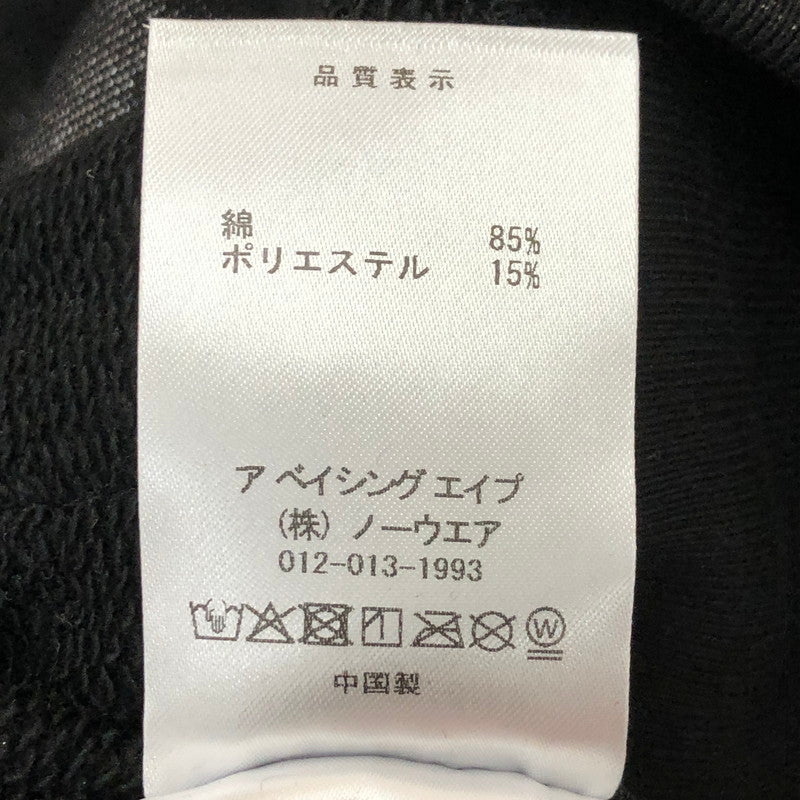 品質表示
綿 85%
ポリエステル 15%
ア ベイシング エイプ
(株) ノーウエア
012-013-1993
W
中国製